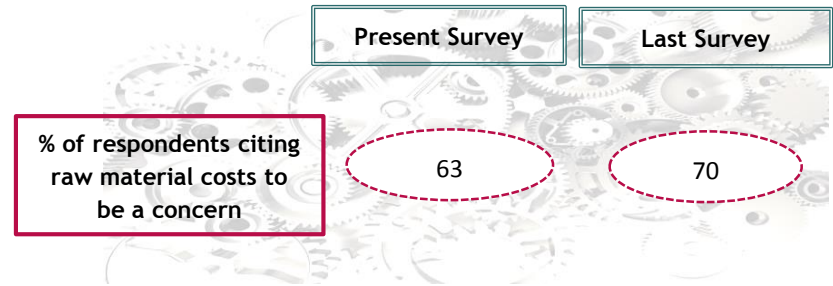 Present Survey
Last Survey
% of respondents citing
raw material costs to
be a concern
63
70